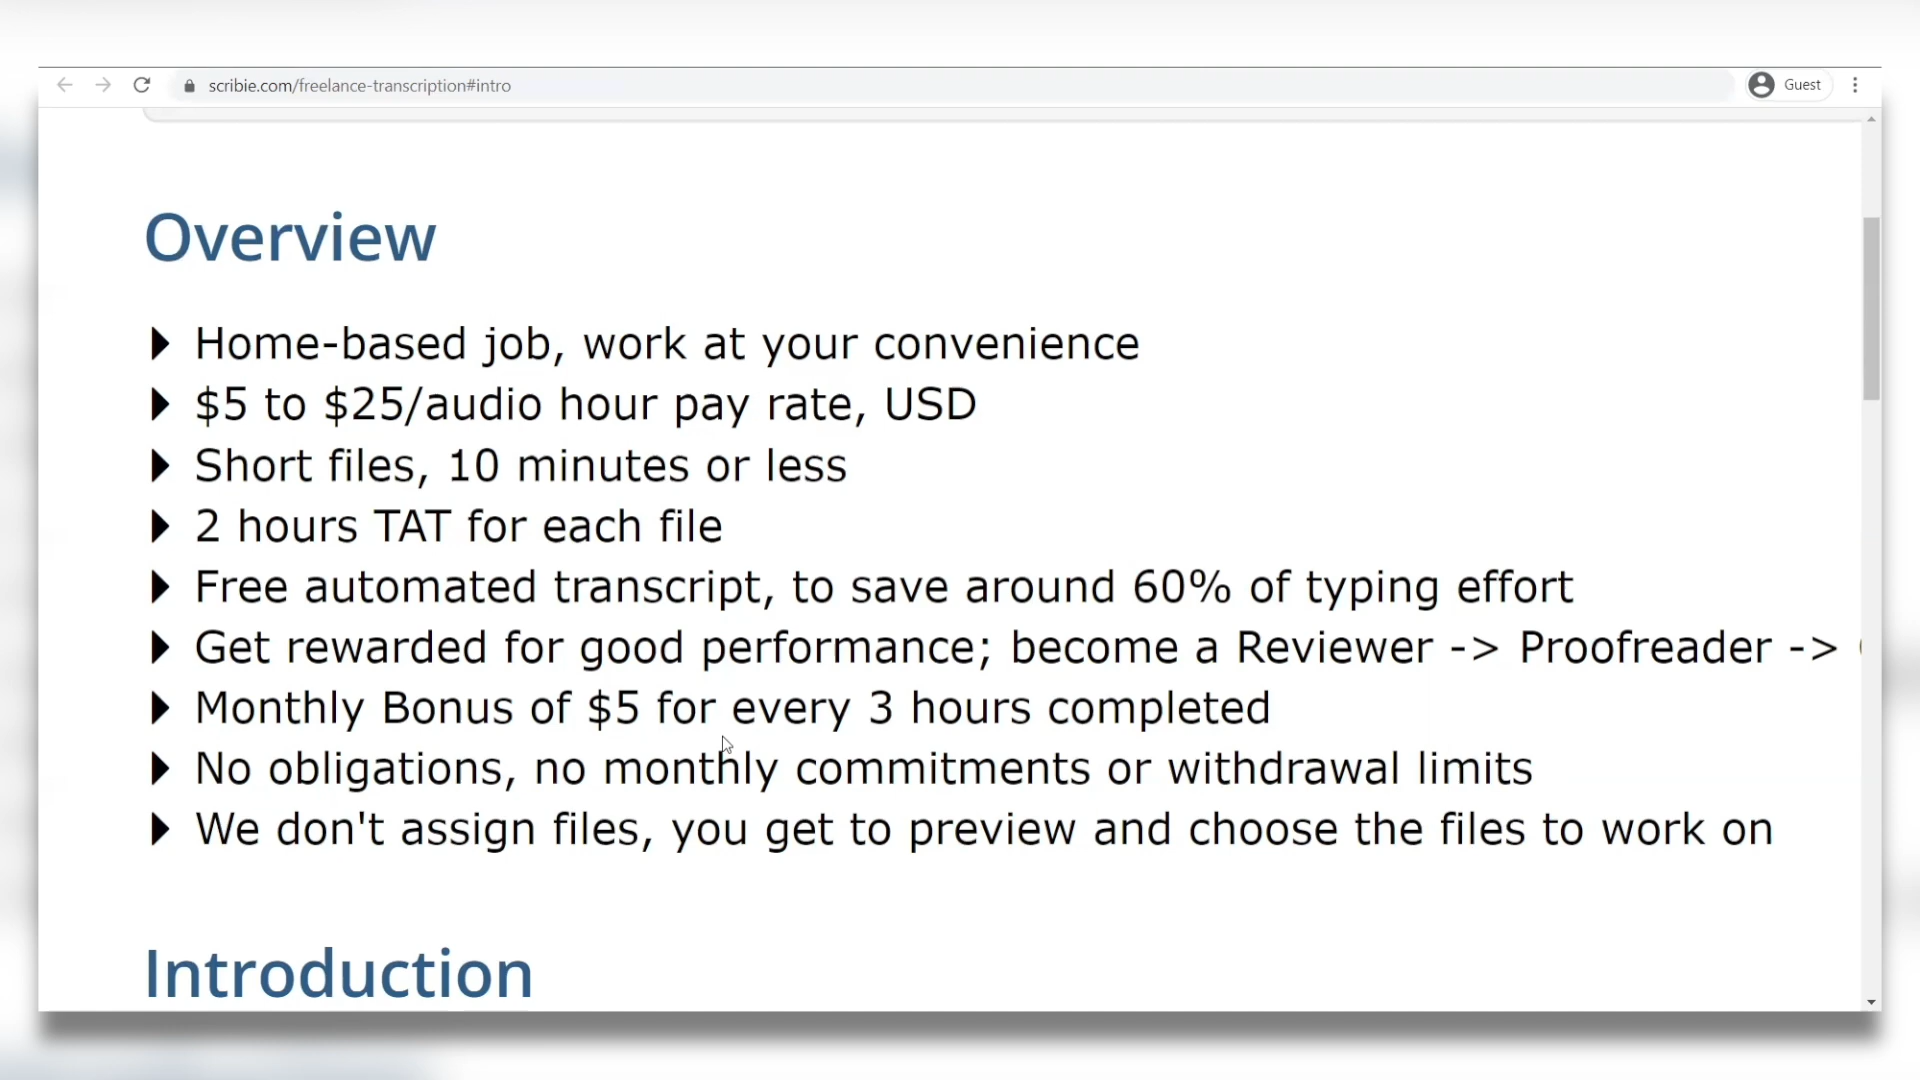 scribie.com/freelance-transcription#intro
Guest
Overview
Home-based job, work at your convenience
$5 to $25/audio hour pay rate, USD
Short files, 10 minutes or less
2 hours TAT for each file
Free automated transcript, to save around 60% of typing effort
Get rewarded for good performance; become a Reviewer -> Proofreader ->
Monthly Bonus of $5 for every 3 hours completed
No obligations, no monthly commitments or withdrawal limits
We don't assign files, you get to preview and choose the files to work on
Introduction